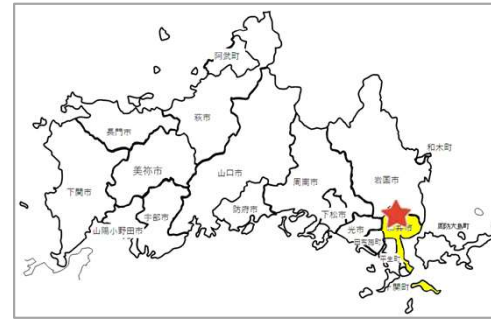 阿武町
萩市
長門市
和木町
美祢市
岩国市
山口市
周南市
下関市
防府市
下松市
宇部市
周防大島町
光市
山陽小野田市
田布施町
平生町
関町